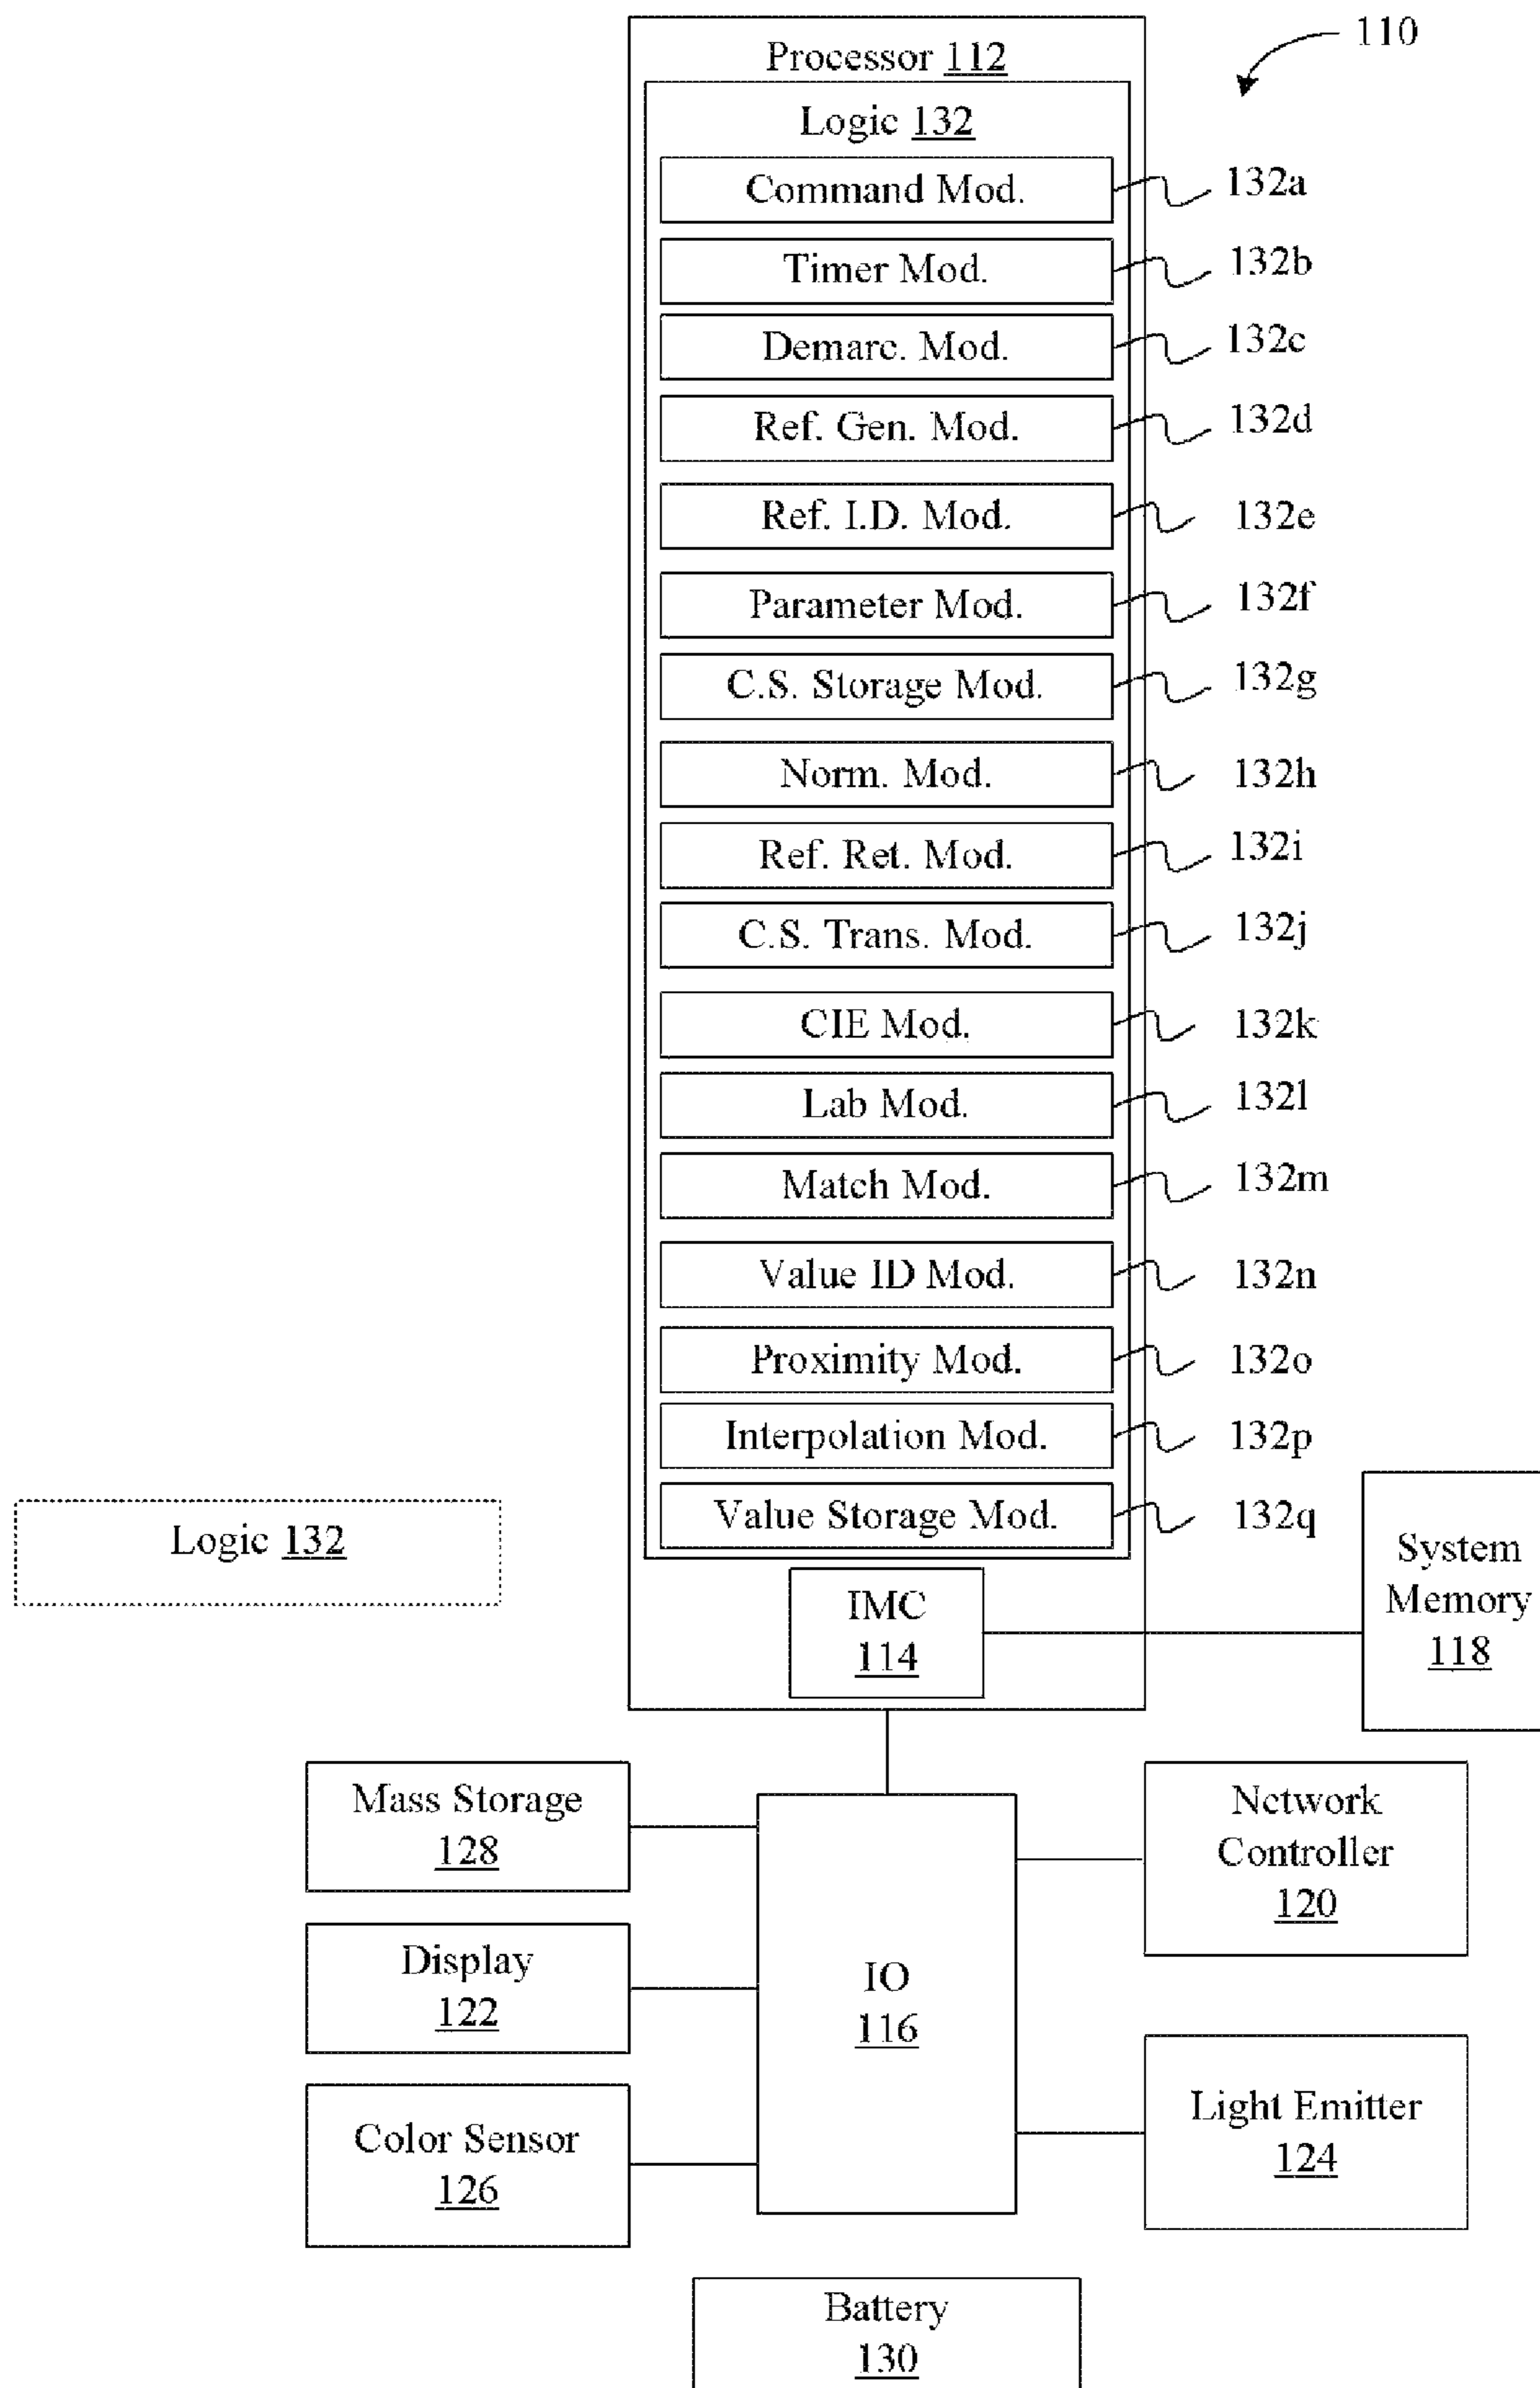 110
Processor 112
Logic 132
Command Mod.
132a
Timer Mod.
132b
Demarc. Mod.
132c
Ref. Gen. Mod.
132d
Ref. I.D. Mod.
132e
Parameter Mod.
132f
C.S. Storage Mod.
132g
Norm. Mod.
132h
Ref. Ret. Mod.
132i
C.S. Trans. Mod.
132j
CIE Mod.
132k
Lab Mod.
132l
Match Mod.
132m
Value ID Mod.
132n
Proximity Mod.
132o
Interpolation Mod.
132p
Value Storage Mod.
132q
Logic 132
System
Memory
118
IMC
114
Mass Storage
128
Network
Controller
120
Display
122
IO
116
Color Sensor
126
Light Emitter
124
Battery
130